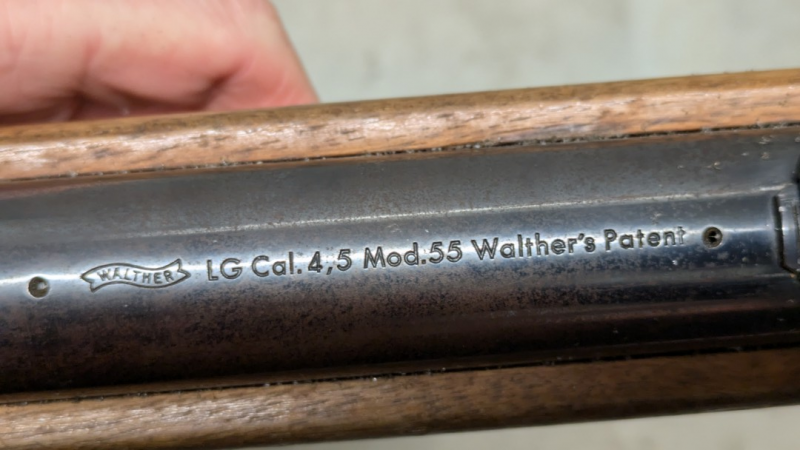 WALTHER LG Cal. 4,5 Mod.55 Walther's Patent